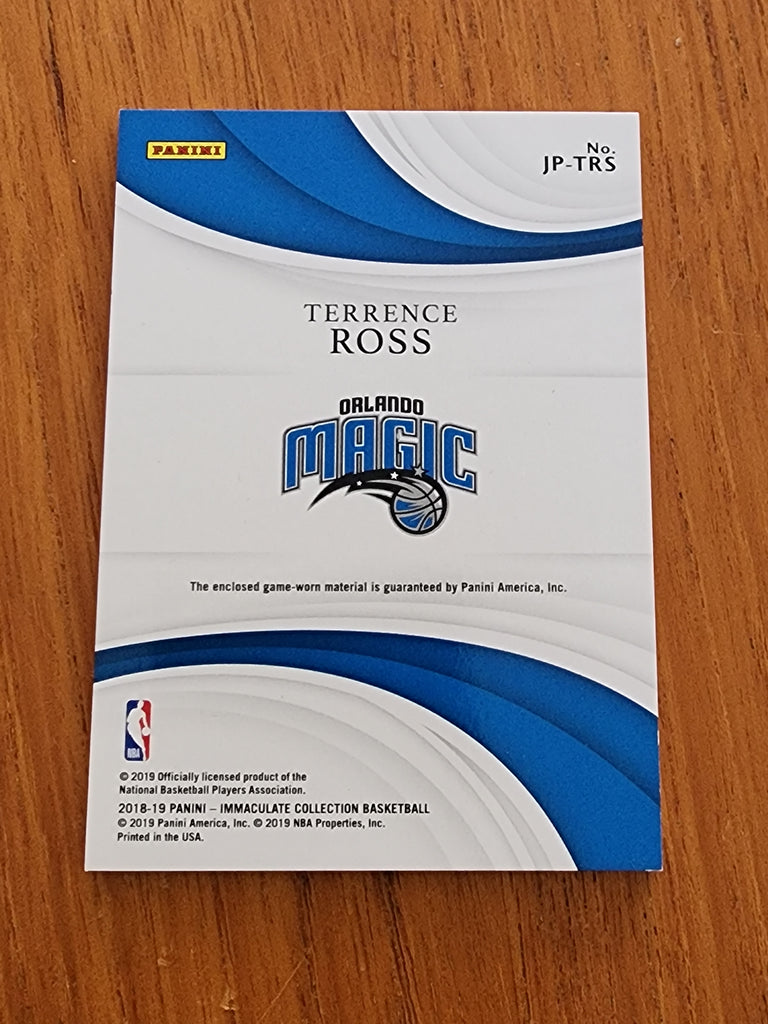 PANINI
No.
JP-TRS
TERRENCE
ROSS
ORLANDO
MAGIC
The enclosed game-worn material is guaranteed by Panini America, Inc.
NBA
© 2019 Officially licensed product of the
National Basketball Players Association.
2018-19 PANINI – IMMACULATE COLLECTION BASKETBALL
© 2019 Panini America, Inc. © 2019 NBA Properties, Inc.
Printed in the USA.